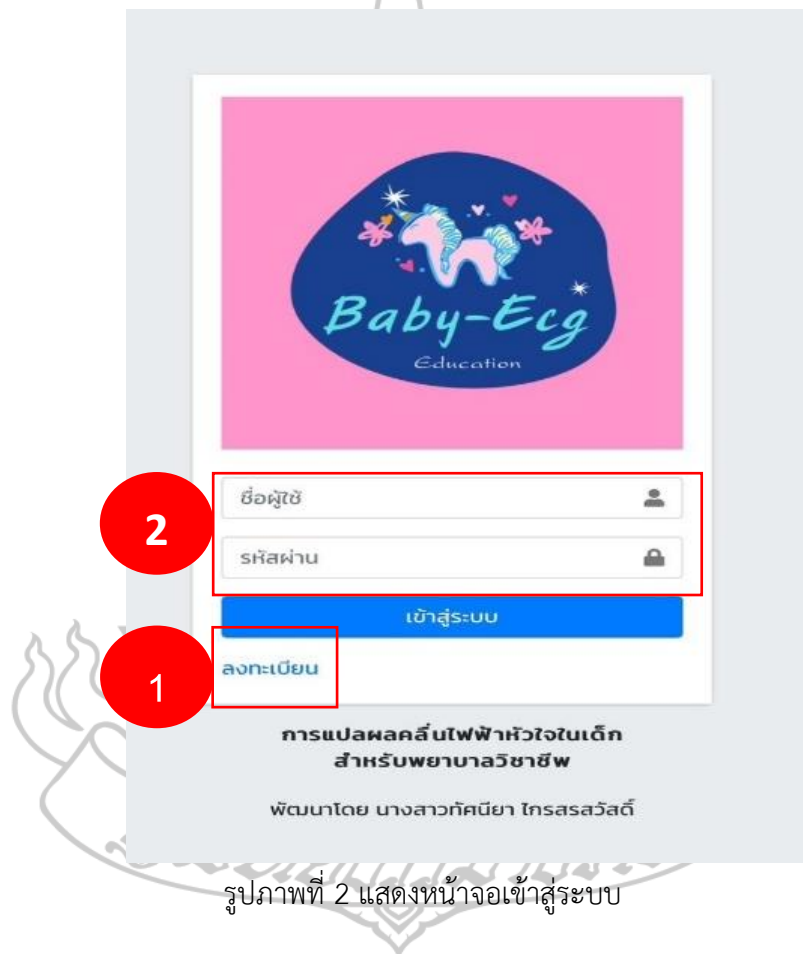 Baby-Ecg
Education
ชื่อผู้ใช้
2
รหัสผ่าน
เข้าสู่ระบบ
ลงทะเบียน
1
การแปลผลคลื่นไฟฟ้าหัวใจในเด็ก
สำหรับพยาบาลวิชาชีพ
พัฒนาโดย นางสาวทัศนียา ไกรสรสวัสดิ์
รูปภาพที่ 2 แสดงหน้าจอเข้าสู่ระบบ